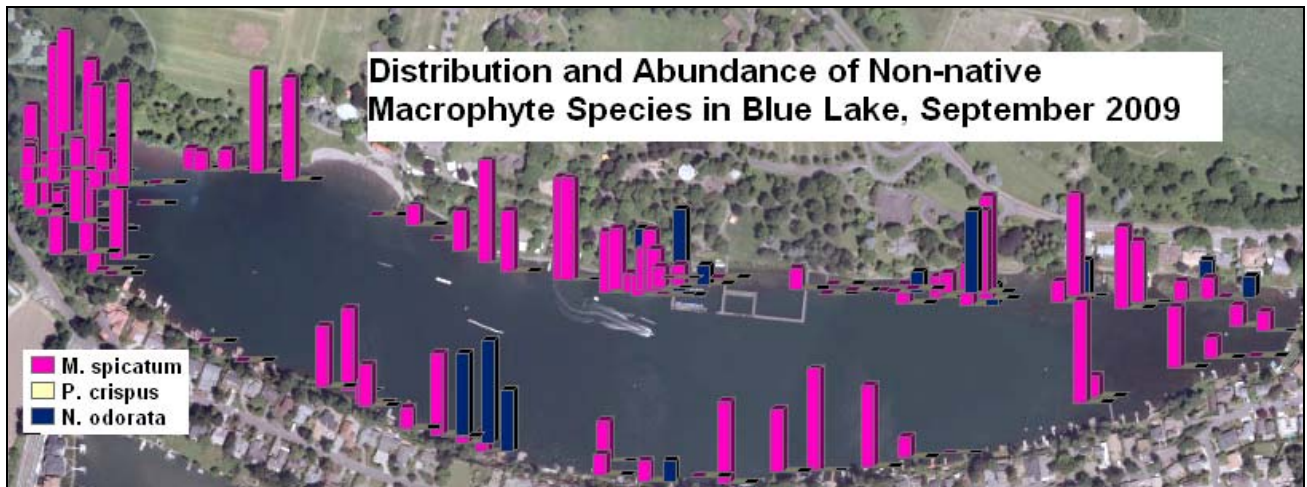 Distribution and Abundance of Non-native
Macrophyte Species in Blue Lake, September 2009
M. spicatum
P. crispus
N. odorata